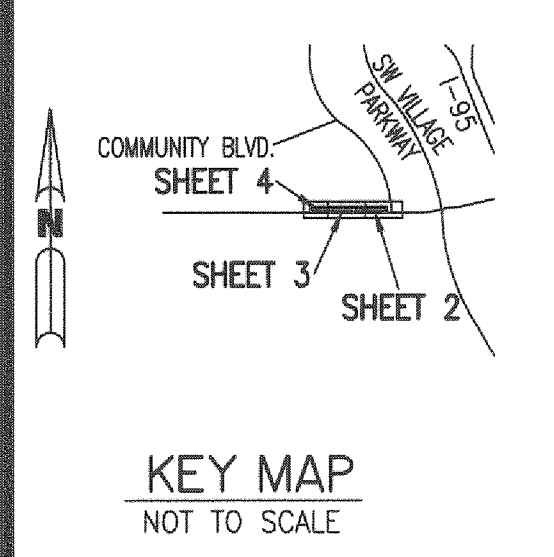 SW VILLAGE
PARKWAY
I-95
COMMUNITY BLVD.
SHEET 4
N
SHEET 3
SHEET 2
KEY MAP
NOT TO SCALE